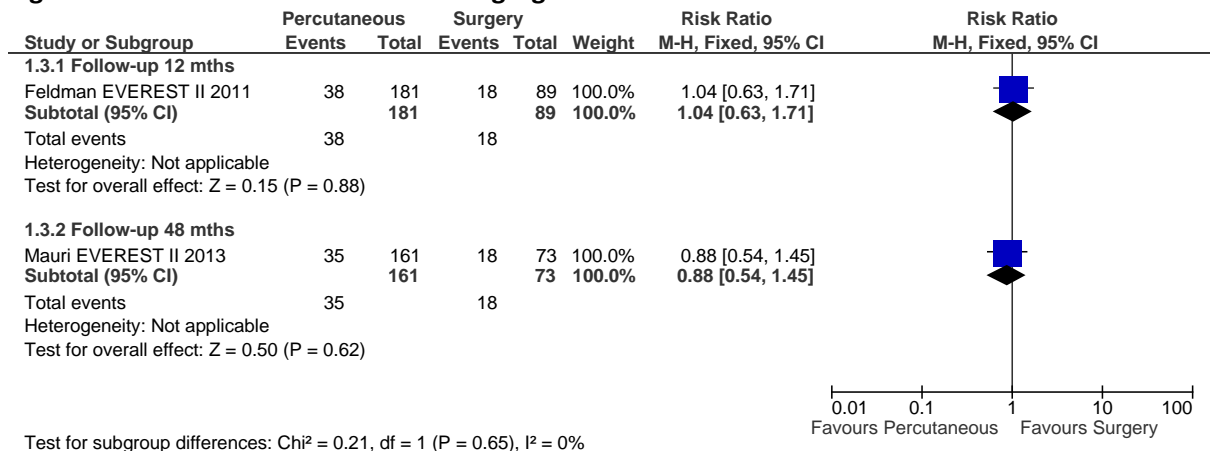 Percutaneous Surgery Risk Ratio Risk Ratio
Study or Subgroup Events Total Events Total Weight M-H, Fixed, 95% CI M-H, Fixed, 95% CI
1.3.1 Follow-up 12 mths
Feldman EVEREST II 2011 38 181 18 89 100.0% 1.04 [0.63, 1.71]
Subtotal (95% CI) 181 89 100.0% 1.04 [0.63, 1.71]
Total events 38 18
Heterogeneity: Not applicable
Test for overall effect: Z = 0.15 (P = 0.88)
1.3.2 Follow-up 48 mths
Mauri EVEREST II 2013 35 161 18 73 100.0% 0.88 [0.54, 1.45]
Subtotal (95% CI) 161 73 100.0% 0.88 [0.54, 1.45]
Total events 35 18
Heterogeneity: Not applicable
Test for overall effect: Z = 0.50 (P = 0.62)
0.01 0.1 1 10 100
Favours Percutaneous Favours Surgery
Test for subgroup differences: Chi² = 0.21, df = 1 (P = 0.65), I² = 0%